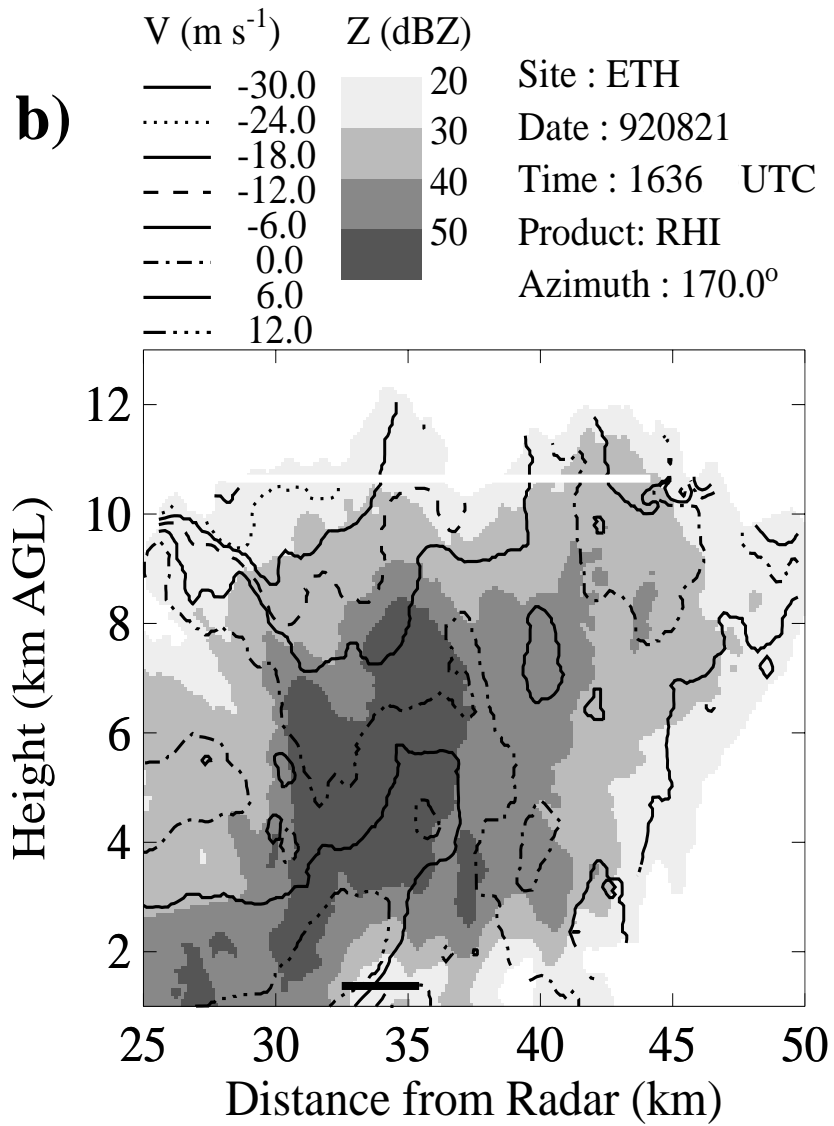 b)
V (m s⁻¹)
-30.0
-24.0
-18.0
-12.0
-6.0
0.0
6.0
12.0
Z (dBZ)
20
30
40
50
Site : ETH
Date : 920821
Time : 1636 UTC
Product: RHI
Azimuth : 170.0°
Height (km AGL)
12
10
8
6
4
2
25 30 35 40 45 50
Distance from Radar (km)